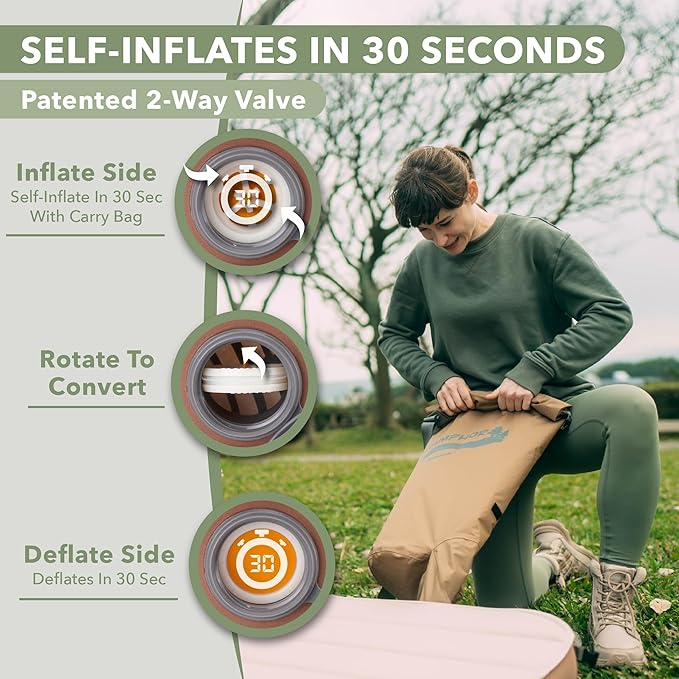 SELF-INFLATES IN 30 SECONDS
Patented 2-Way Valve
Inflate Side
Self-Inflate In 30 Sec
With Carry Bag
30
Rotate To
Convert
Deflate Side
Deflates In 30 Sec
30